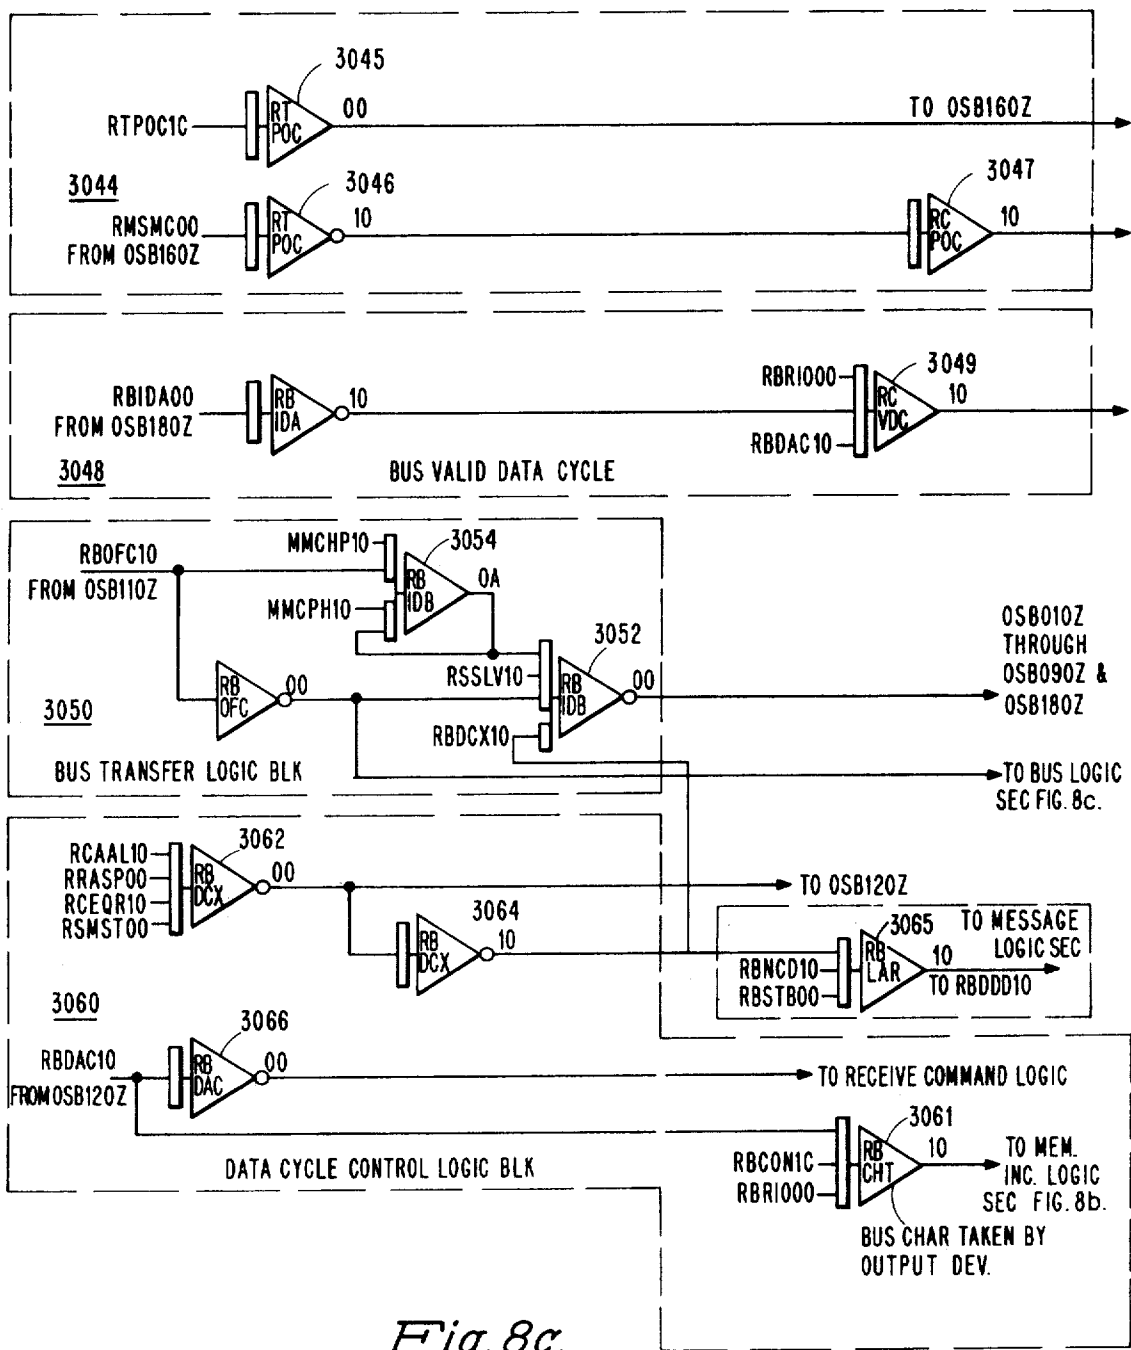 3045
RTPOC1C
RT
POC
00
TO OSB160Z
3044
3046
3047
RMSMC00
FROM OSB160Z
RT
POC
10
RC
POC
10
RBIDA00
FROM OSB180Z
RB
IDA
10
RBRI000
RBDAC10
RC
VDC
3049
10
3048
BUS VALID DATA CYCLE
RBOFC10
FROM OSB110Z
MMCHP10
MMCPH10
RB
IDB
3054
0A
RSSLV10
RBDCX10
RB
IDB
3052
00
OSB010Z
THROUGH
OSB090Z &
OSB180Z
RB
OFC
00
3050
BUS TRANSFER LOGIC BLK
TO BUS LOGIC
SEC FIG. 8c.
RCAAL10
RRASP00
RCEQR10
RSMST00
RB
DCX
3062
00
TO OSB120Z
RB
DCX
3064
10
RBNCD10
RBSTB00
3065
RB
LAR
10
TO MESSAGE
LOGIC SEC
TO RBDDD10
3060
RBDAC10
FROM OSB120Z
RB
DAC
3066
00
TO RECEIVE COMMAND LOGIC
RBCON1C
RBRI000
RB
CHT
3061
10
TO MEM.
INC. LOGIC
SEC FIG. 8b.
DATA CYCLE CONTROL LOGIC BLK
BUS CHAR TAKEN BY
OUTPUT DEV.